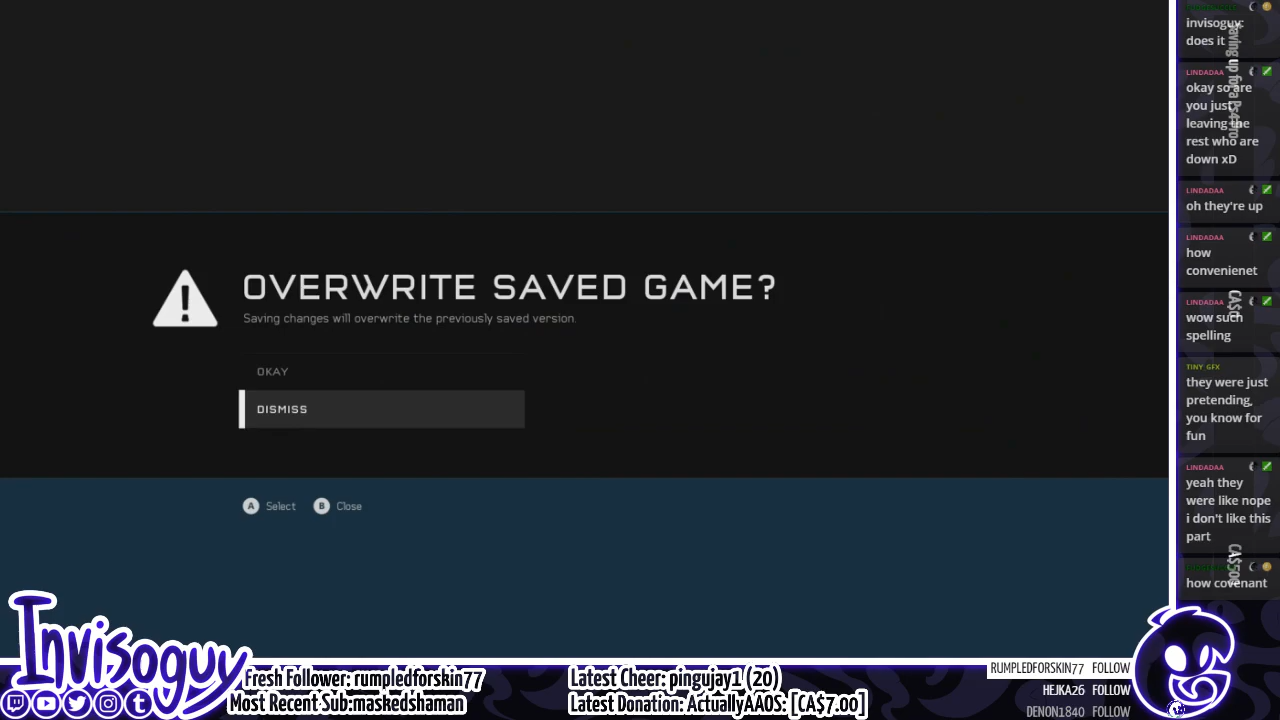 OVERWRITE SAVED GAME?
Saving changes will overwrite the previously saved version.
OKAY
DISMISS
A Select B Close
invisoguy:
does it
LINDADAA
okay so are
you just
leaving the
rest who are
down xD
LINDADAA
oh they're up
LINDADAA
how
convenienet
LINDADAA
wow such
spelling
TINY GFX
they were just
pretending,
you know for
fun
LINDADAA
yeah they
were like nope
i don't like this
part
how covenant
CA$0
Invisoguy
Fresh Follower: rumpledforskin77
Most Recent Sub:maskedshaman
Latest Cheer: pingujay1 (20)
Latest Donation: ActuallyAAOS: [CA$7.00]
RUMPLEDFORSKIN77 FOLLOW
HEJKA26 FOLLOW
DENON1840 FOLLOW